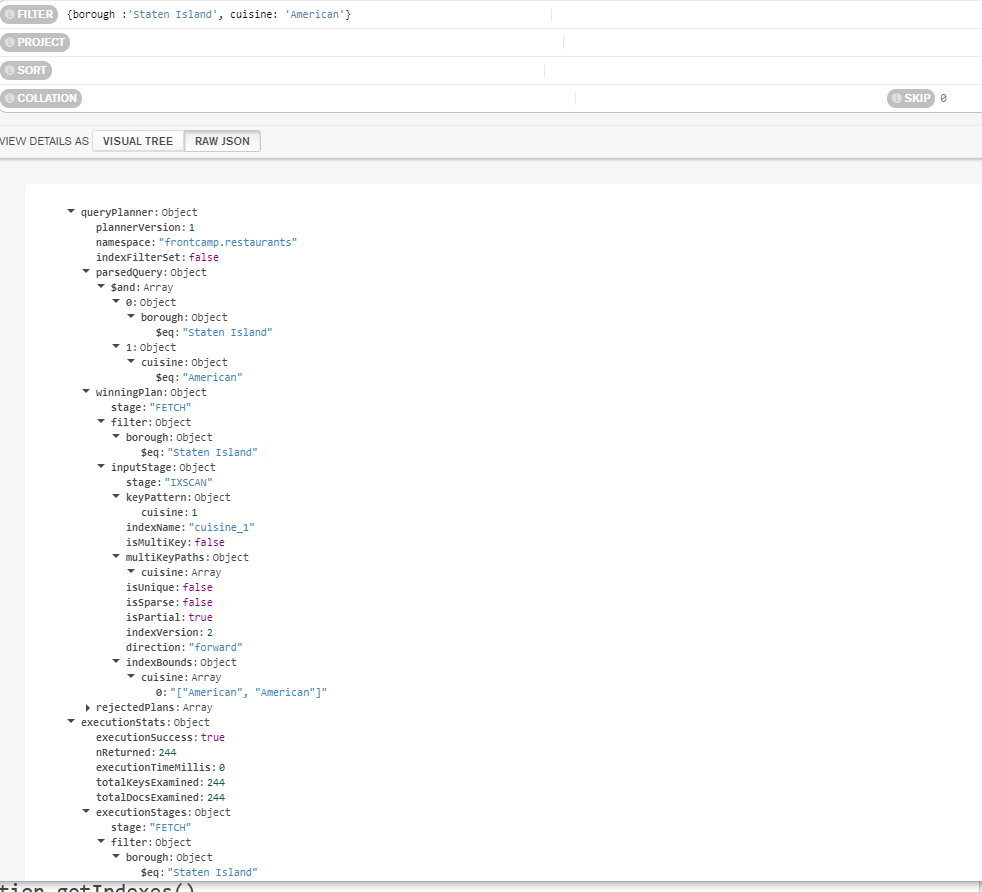 FILTER {borough :'Staten Island', cuisine: 'American'}
PROJECT
SORT
COLLATION SKIP 0
VIEW DETAILS AS VISUAL TREE RAW JSON
queryPlanner: Object
plannerVersion: 1
namespace: "frontcamp.restaurants"
indexFilterSet: false
parsedQuery: Object
$and: Array
0: Object
borough: Object
$eq: "Staten Island"
1: Object
cuisine: Object
$eq: "American"
winningPlan: Object
stage: "FETCH"
filter: Object
borough: Object
$eq: "Staten Island"
inputStage: Object
stage: "IXSCAN"
keyPattern: Object
cuisine: 1
indexName: "cuisine_1"
isMultiKey: false
multiKeyPaths: Object
cuisine: Array
isUnique: false
isSparse: false
isPartial: true
indexVersion: 2
direction: "forward"
indexBounds: Object
cuisine: Array
0: "["American", "American"]"
rejectedPlans: Array
executionStats: Object
executionSuccess: true
nReturned: 244
executionTimeMillis: 0
totalKeysExamined: 244
totalDocsExamined: 244
executionStages: Object
stage: "FETCH"
filter: Object
borough: Object
$eq: "Staten Island"
tion.getIndexes()